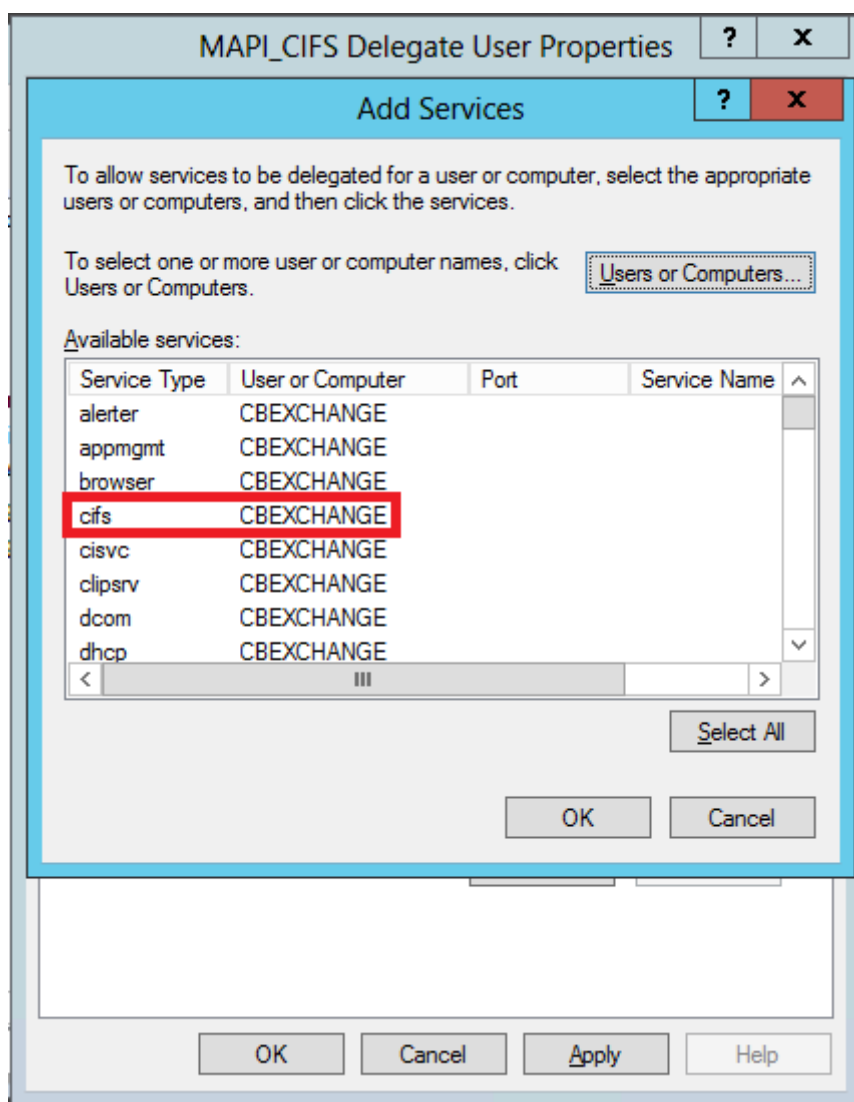 MAPI_CIFS Delegate User Properties ? x
Add Services ? x
To allow services to be delegated for a user or computer, select the appropriate
users or computers, and then click the services.
To select one or more user or computer names, click
Users or Computers.
Users or Computers...
Available services:
Service Type User or Computer Port Service Name
alerter CBEXCHANGE
appmgmt CBEXCHANGE
browser CBEXCHANGE
cifs CBEXCHANGE
cisvc CBEXCHANGE
clipsrv CBEXCHANGE
dcom CBEXCHANGE
dhcp CBEXCHANGE
Select All
OK Cancel
OK Cancel Apply Help